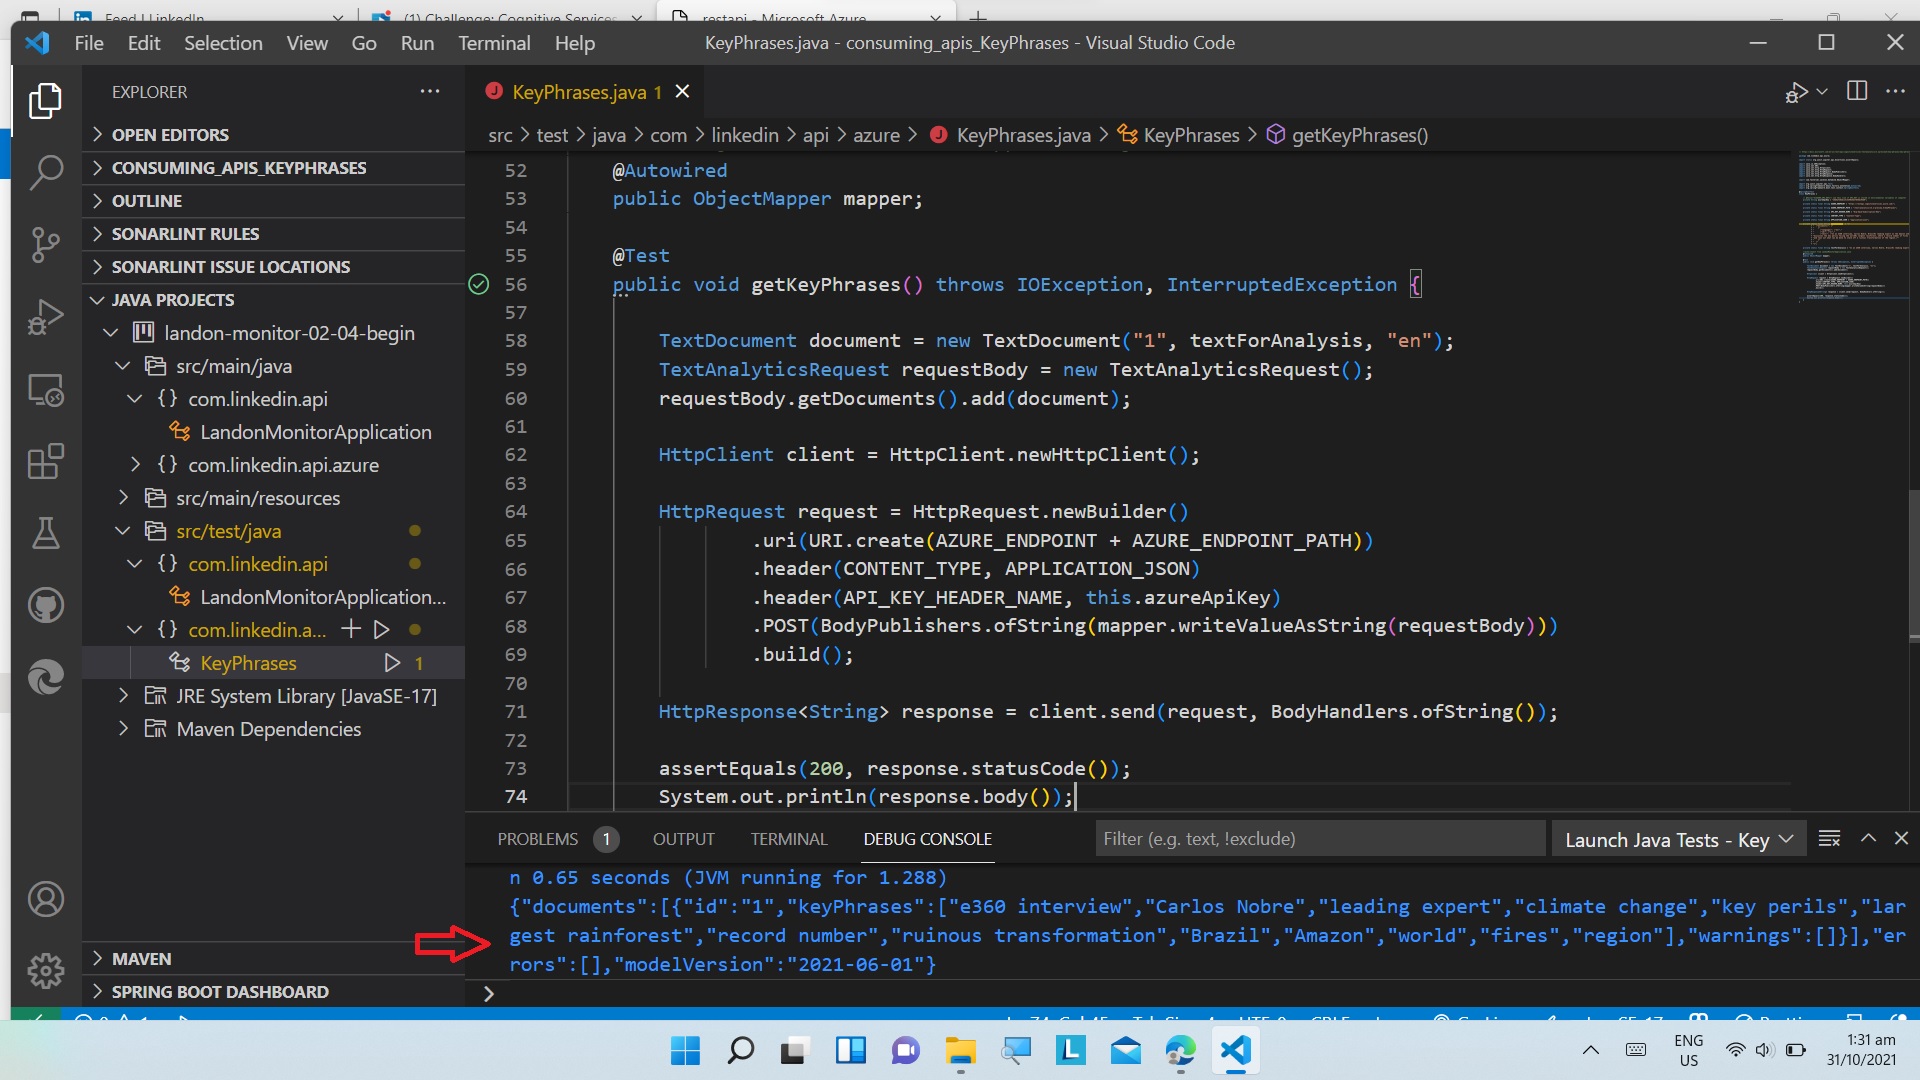 Feed | LinkedIn
(1) Challenge: Cognitive Services
restapi - Microsoft Azure
File Edit Selection View Go Run Terminal Help
KeyPhrases.java - consuming_apis_KeyPhrases - Visual Studio Code
EXPLORER
OPEN EDITORS
CONSUMING_APIS_KEYPHRASES
OUTLINE
SONARLINT RULES
SONARLINT ISSUE LOCATIONS
JAVA PROJECTS
landon-monitor-02-04-begin
src/main/java
{} com.linkedin.api
LandonMonitorApplication
{} com.linkedin.api.azure
src/main/resources
src/test/java
{} com.linkedin.api
LandonMonitorApplication...
{} com.linkedin.a...
KeyPhrases 1
JRE System Library [JavaSE-17]
Maven Dependencies
MAVEN
SPRING BOOT DASHBOARD
KeyPhrases.java 1
src > test > java > com > linkedin > api > azure > KeyPhrases.java > KeyPhrases > getKeyPhrases()
52 @Autowired
53 public ObjectMapper mapper;
54
55 @Test
56 public void getKeyPhrases() throws IOException, InterruptedException {
57
58 TextDocument document = new TextDocument("1", textForAnalysis, "en");
59 TextAnalyticsRequest requestBody = new TextAnalyticsRequest();
60 requestBody.getDocuments().add(document);
61
62 HttpClient client = HttpClient.newHttpClient();
63
64 HttpRequest request = HttpRequest.newBuilder()
65 .uri(URI.create(AZURE_ENDPOINT + AZURE_ENDPOINT_PATH))
66 .header(CONTENT_TYPE, APPLICATION_JSON)
67 .header(API_KEY_HEADER_NAME, this.azureApiKey)
68 .POST(BodyPublishers.ofString(mapper.writeValueAsString(requestBody)))
69 .build();
70
71 HttpResponse<String> response = client.send(request, BodyHandlers.ofString());
72
73 assertEquals(200, response.statusCode());
74 System.out.println(response.body());
PROBLEMS 1 OUTPUT TERMINAL DEBUG CONSOLE
Filter (e.g. text, !exclude)
Launch Java Tests - Key
n 0.65 seconds (JVM running for 1.288)
{"documents":[{"id":"1","keyPhrases":["e360 interview","Carlos Nobre","leading expert","climate change","key perils","lar
gest rainforest","record number","ruinous transformation","Brazil","Amazon","world","fires","region"],"warnings":[]}],"er
rors":[],"modelVersion":"2021-06-01"}
>
ENG
US
1:31 am
31/10/2021